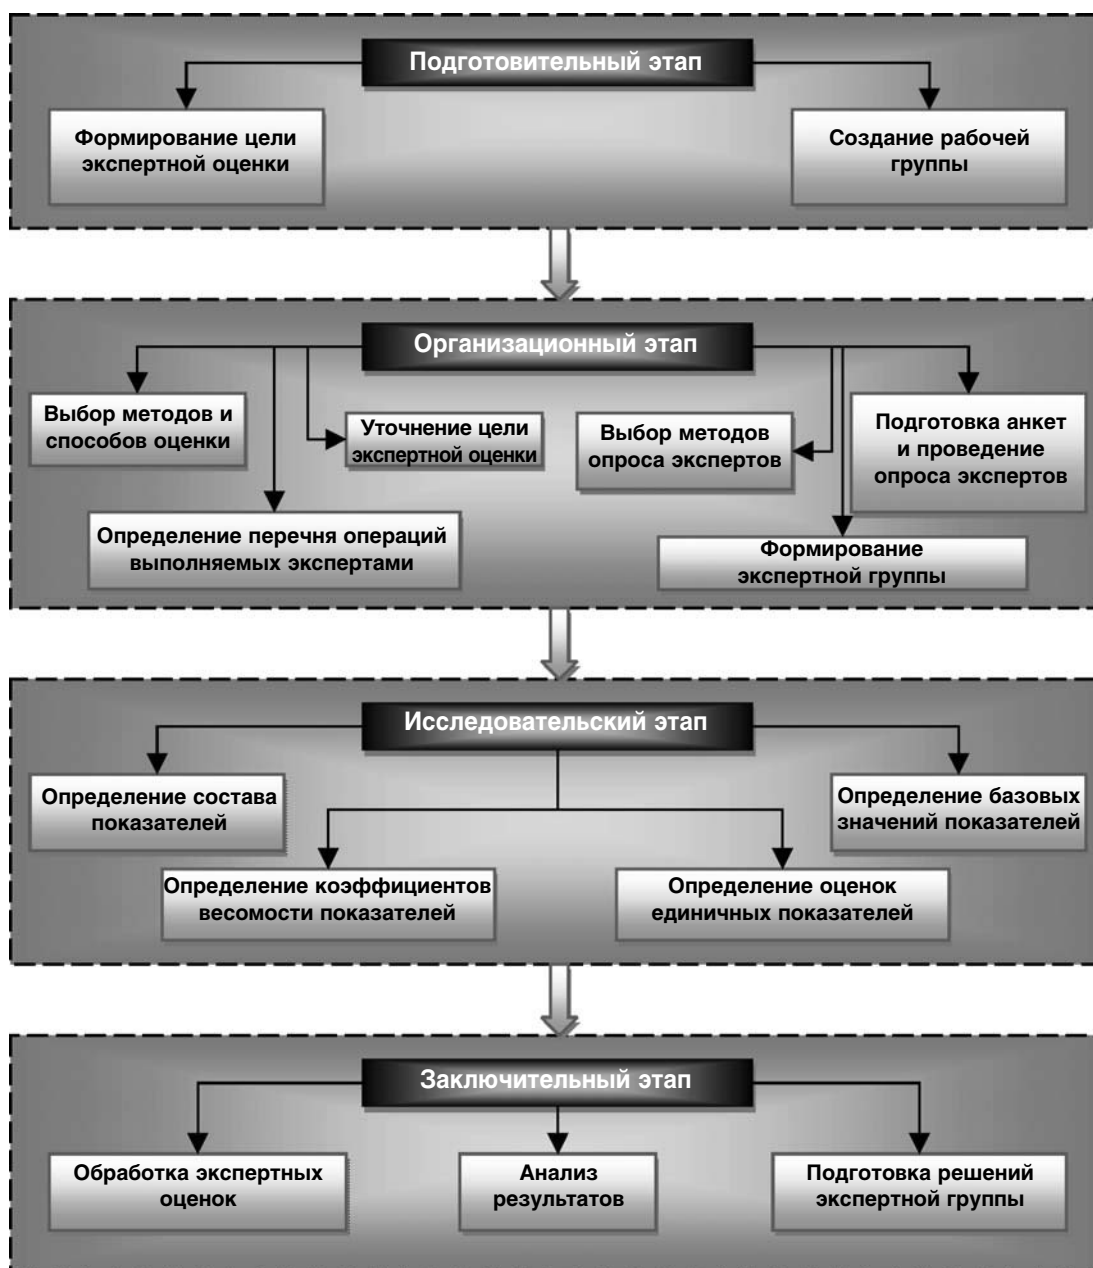 Подготовительный этап
Формирование цели
экспертной оценки
Создание рабочей
группы
Организационный этап
Выбор методов и
способов оценки
Уточнение цели
экспертной оценки
Выбор методов
опроса экспертов
Подготовка анкет
и проведение
опроса экспертов
Определение перечня операций
выполняемых экспертами
Формирование
экспертной группы
Исследовательский этап
Определение состава
показателей
Определение базовых
значений показателей
Определение коэффициентов
весомости показателей
Определение оценок
единичных показателей
Заключительный этап
Обработка экспертных
оценок
Анализ
результатов
Подготовка решений
экспертной группы